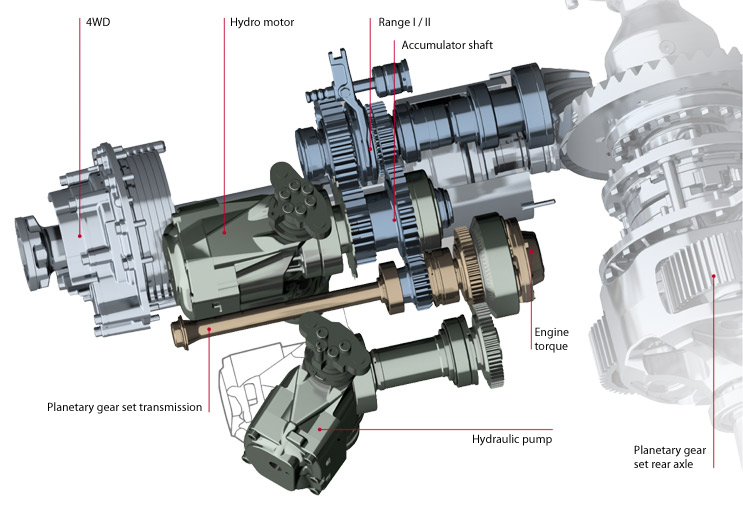 4WD
Hydro motor
Range I / II
Accumulator shaft
Engine
torque
Planetary gear set transmission
Hydraulic pump
Planetary gear
set rear axle